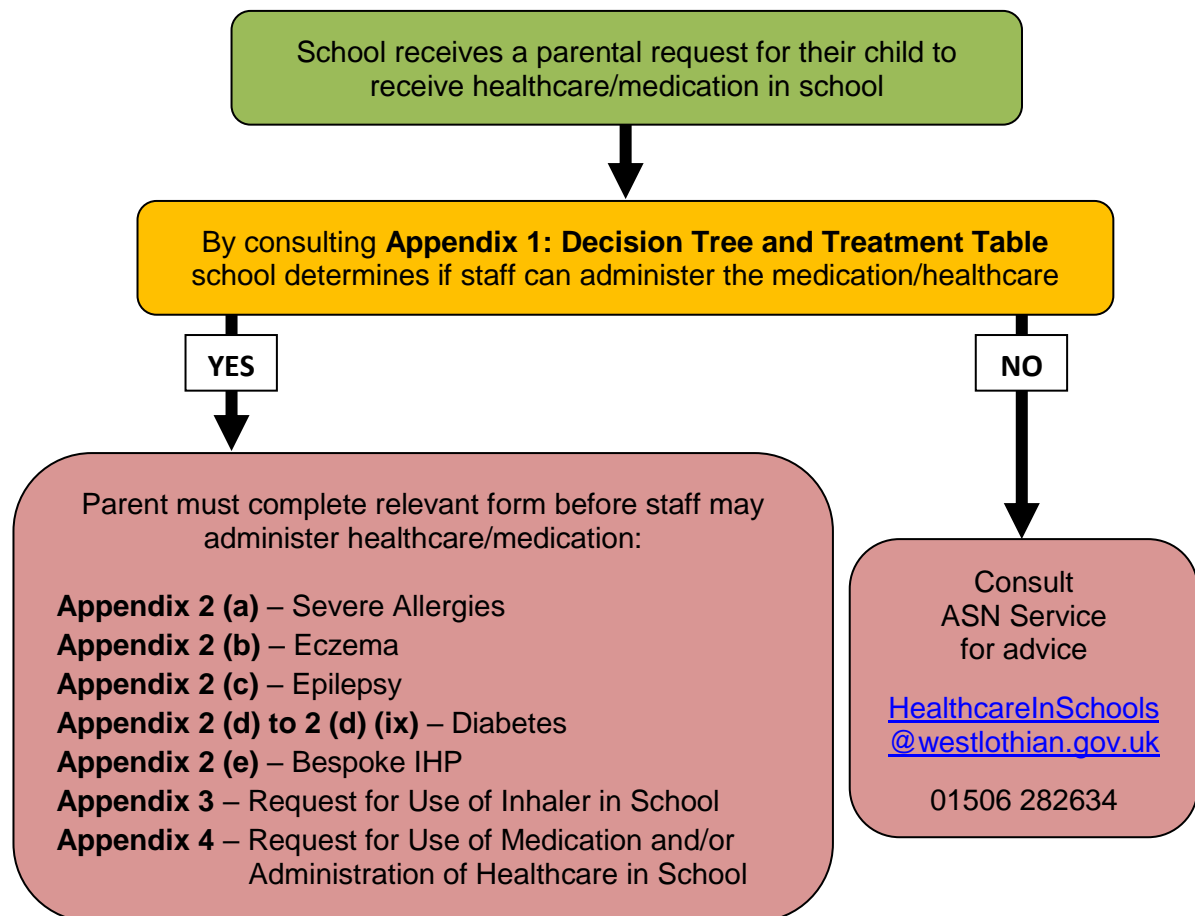 School receives a parental request for their child to
receive healthcare/medication in school
By consulting Appendix 1: Decision Tree and Treatment Table
school determines if staff can administer the medication/healthcare
YES
NO
Parent must complete relevant form before staff may
administer healthcare/medication:
Appendix 2 (a) – Severe Allergies
Appendix 2 (b) – Eczema
Appendix 2 (c) – Epilepsy
Appendix 2 (d) to 2 (d) (ix) – Diabetes
Appendix 2 (e) – Bespoke IHP
Appendix 3 – Request for Use of Inhaler in School
Appendix 4 – Request for Use of Medication and/or
Administration of Healthcare in School
Consult
ASN Service
for advice
HealthcareInSchools
@westlothian.gov.uk
01506 282634